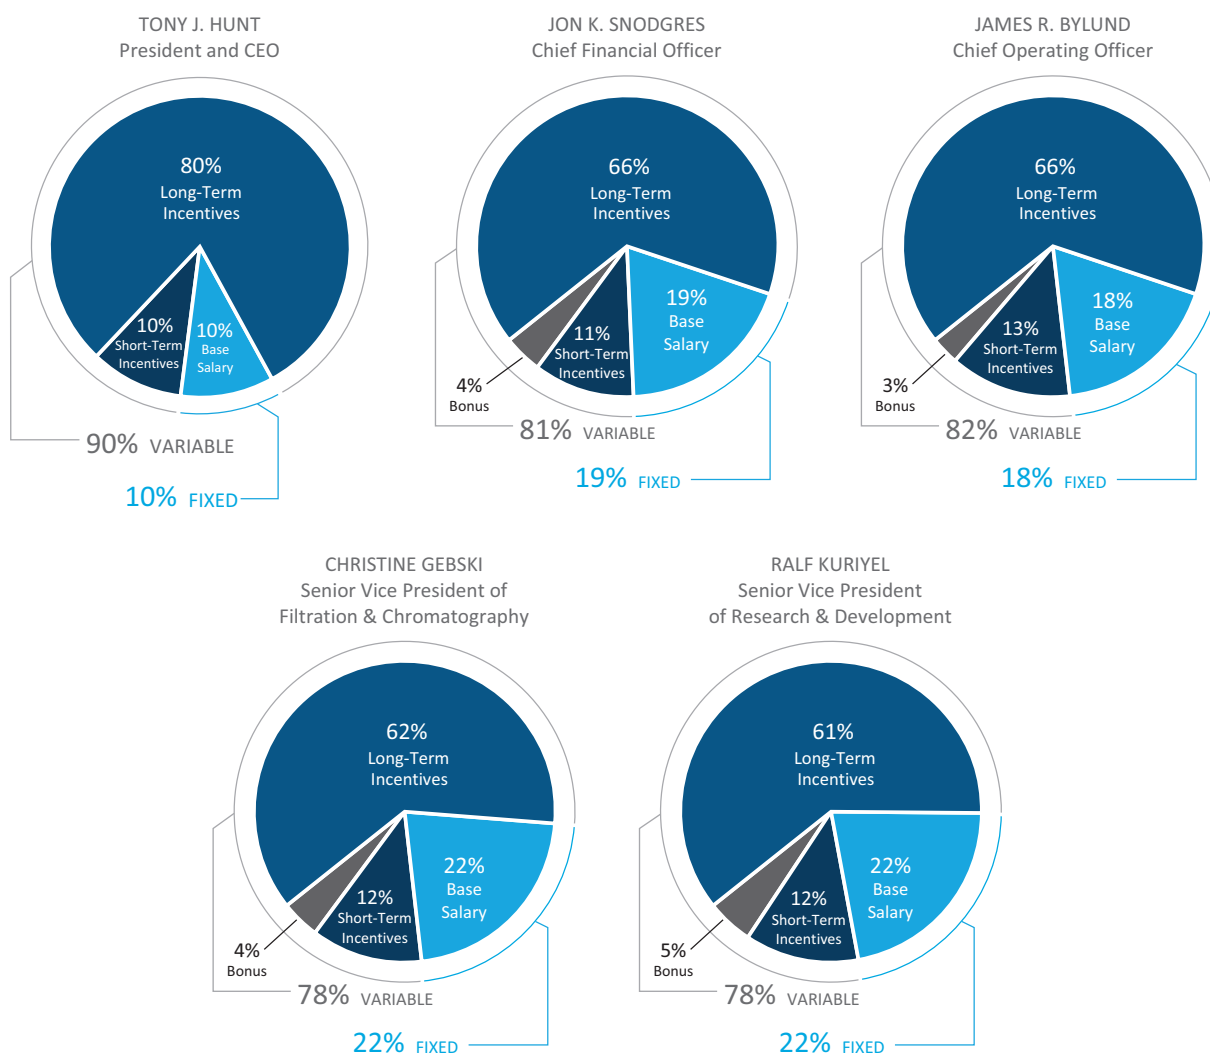 TONY J. HUNT
President and CEO
80%
Long-Term
Incentives
10%
Short-Term
Incentives
10%
Base
Salary
90% VARIABLE
10% FIXED
JON K. SNODGRES
Chief Financial Officer
66%
Long-Term
Incentives
19%
Base
Salary
11%
Short-Term
Incentives
4%
Bonus
81% VARIABLE
19% FIXED
JAMES R. BYLUND
Chief Operating Officer
66%
Long-Term
Incentives
18%
Base
Salary
13%
Short-Term
Incentives
3%
Bonus
82% VARIABLE
18% FIXED
CHRISTINE GEBSKI
Senior Vice President of
Filtration & Chromatography
62%
Long-Term
Incentives
22%
Base
Salary
12%
Short-Term
Incentives
4%
Bonus
78% VARIABLE
22% FIXED
RALF KURIYEL
Senior Vice President
of Research & Development
61%
Long-Term
Incentives
22%
Base
Salary
12%
Short-Term
Incentives
5%
Bonus
78% VARIABLE
22% FIXED